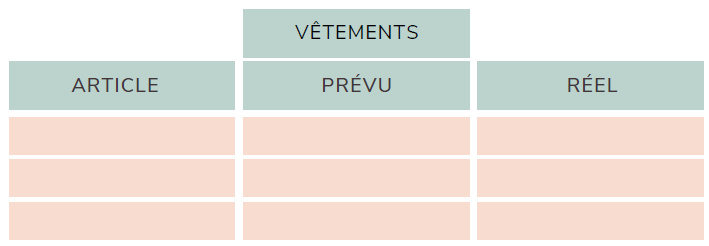 VÊTEMENTS
ARTICLE PRÉVU RÉEL